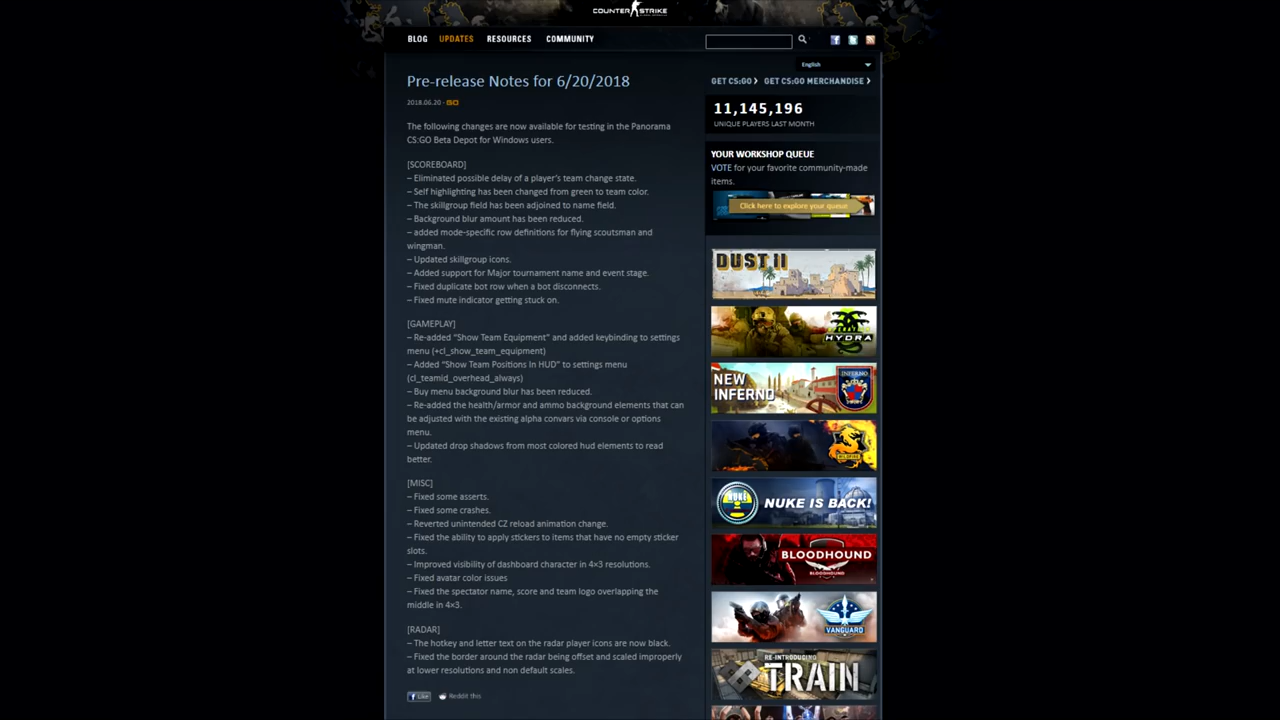 COUNTER STRIKE
BLOG UPDATES RESOURCES COMMUNITY
English
GET CS:GO GET CS:GO MERCHANDISE
Pre-release Notes for 6/20/2018
2018.06.20 -
The following changes are now available for testing in the Panorama
CS:GO Beta Depot for Windows users.
[SCOREBOARD]
– Eliminated possible delay of a player's team change state.
– Self highlighting has been changed from green to team color.
– The skillgroup field has been adjoined to name field.
– Background blur amount has been reduced.
– added mode-specific row definitions for flying scoutsman and
wingman.
– Updated skillgroup icons.
– Added support for Major tournament name and event stage.
– Fixed duplicate bot row when a bot disconnects.
– Fixed mute indicator getting stuck on.
[GAMEPLAY]
– Re-added "Show Team Equipment" and added keybinding to settings
menu (+cl_show_team_equipment)
– Added "Show Team Positions In HUD" to settings menu
(cl_teamid_overhead_always)
– Buy menu background blur has been reduced.
– Re-added the health/armor and ammo background elements that can
be adjusted with the existing alpha convars via console or options
menu.
– Updated drop shadows from most colored hud elements to read
better.
[MISC]
– Fixed some asserts.
– Fixed some crashes.
– Reverted unintended CZ reload animation change.
– Fixed the ability to apply stickers to items that have no empty sticker
slots.
– Improved visibility of dashboard character in 4×3 resolutions.
– Fixed avatar color issues
– Fixed the spectator name, score and team logo overlapping the
middle in 4×3.
[RADAR]
– The hotkey and letter text on the radar player icons are now black.
– Fixed the border around the radar being offset and scaled improperly
at lower resolutions and non default scales.
Like Reddit this
11,145,196
UNIQUE PLAYERS LAST MONTH
YOUR WORKSHOP QUEUE
VOTE for your favorite community-made
items.
Click here to explore your queue
DUST II
HYDRA
NEW
INFERNO
INFERNO
WILDFIRE
NUKE
NUKE IS BACK!
BLOODHOUND
BLOODHOUND
VANGUARD
RE-INTRODUCING
TRAIN